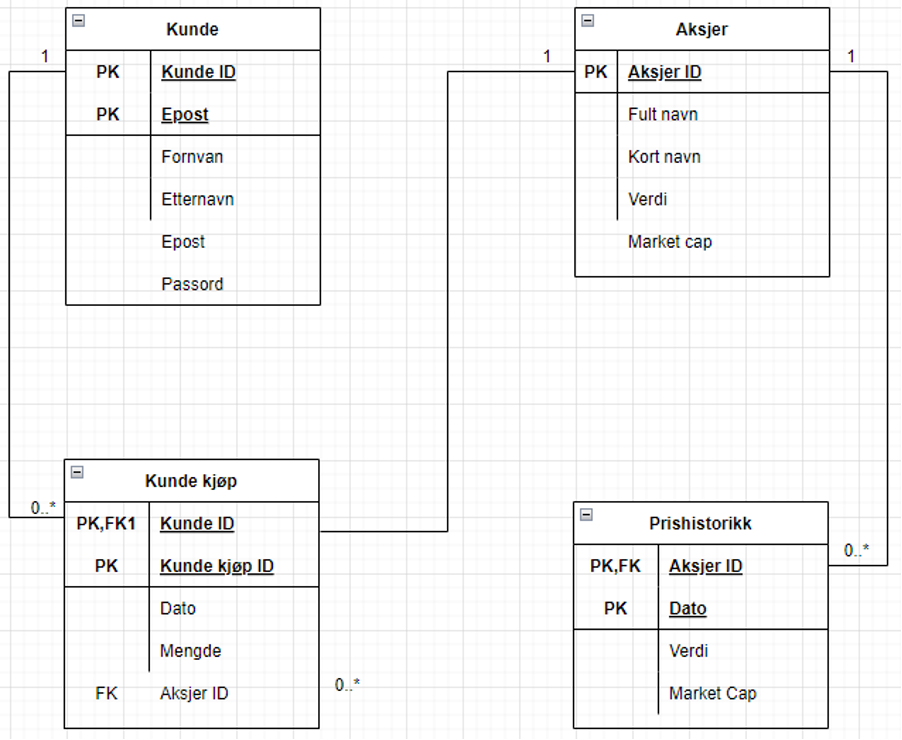 Kunde
1
PK Kunde ID
PK Epost
Fornvan
Etternavn
Epost
Passord
Aksjer
1
1
PK Aksjer ID
Fult navn
Kort navn
Verdi
Market cap
Kunde kjøp
0..*
PK,FK1 Kunde ID
PK Kunde kjøp ID
Dato
Mengde
FK Aksjer ID
0..*
Prishistorikk
0..*
PK,FK Aksjer ID
PK Dato
Verdi
Market Cap